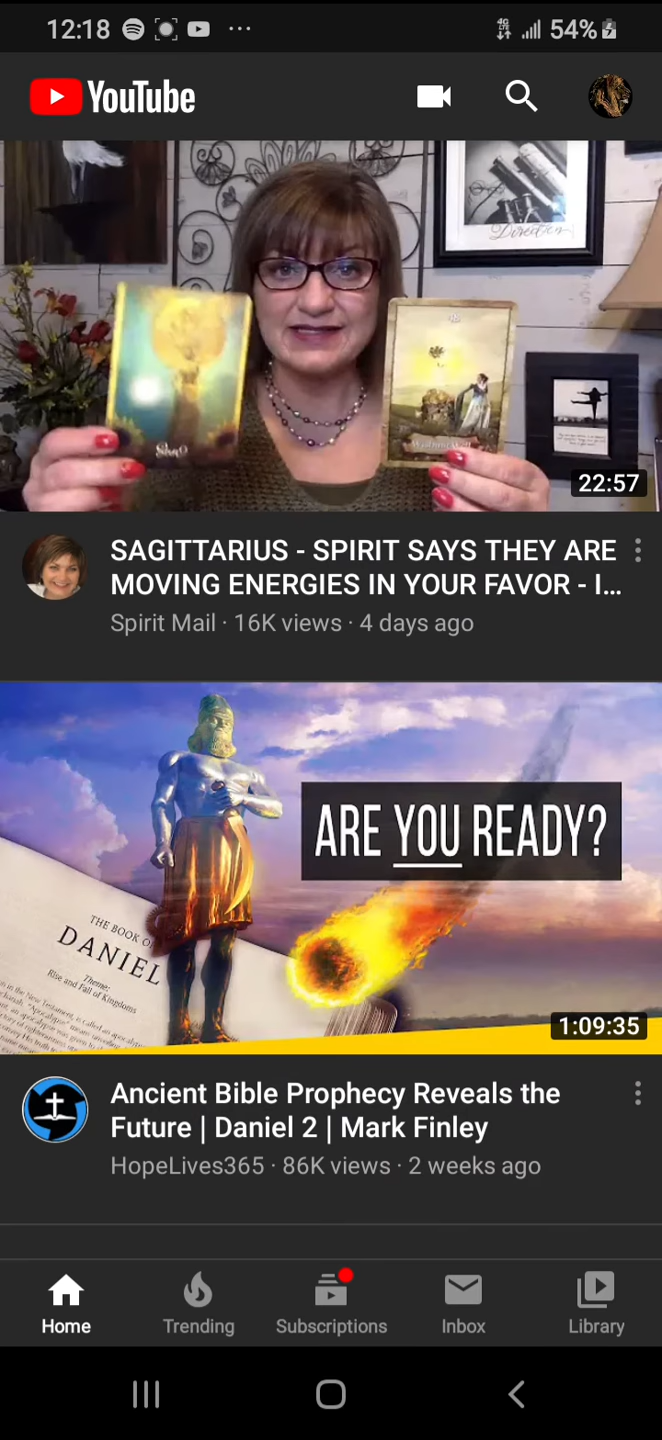 12:18
4G
54%
YouTube
Direction
22:57
SAGITTARIUS - SPIRIT SAYS THEY ARE
MOVING ENERGIES IN YOUR FAVOR - I...
Spirit Mail · 16K views · 4 days ago
ARE YOU READY?
THE BOOK OF
DANIEL
Theme:
Rise and Fall of Kingdoms
1:09:35
Ancient Bible Prophecy Reveals the
Future | Daniel 2 | Mark Finley
HopeLives365 · 86K views · 2 weeks ago
Home
Trending
Subscriptions
Inbox
Library